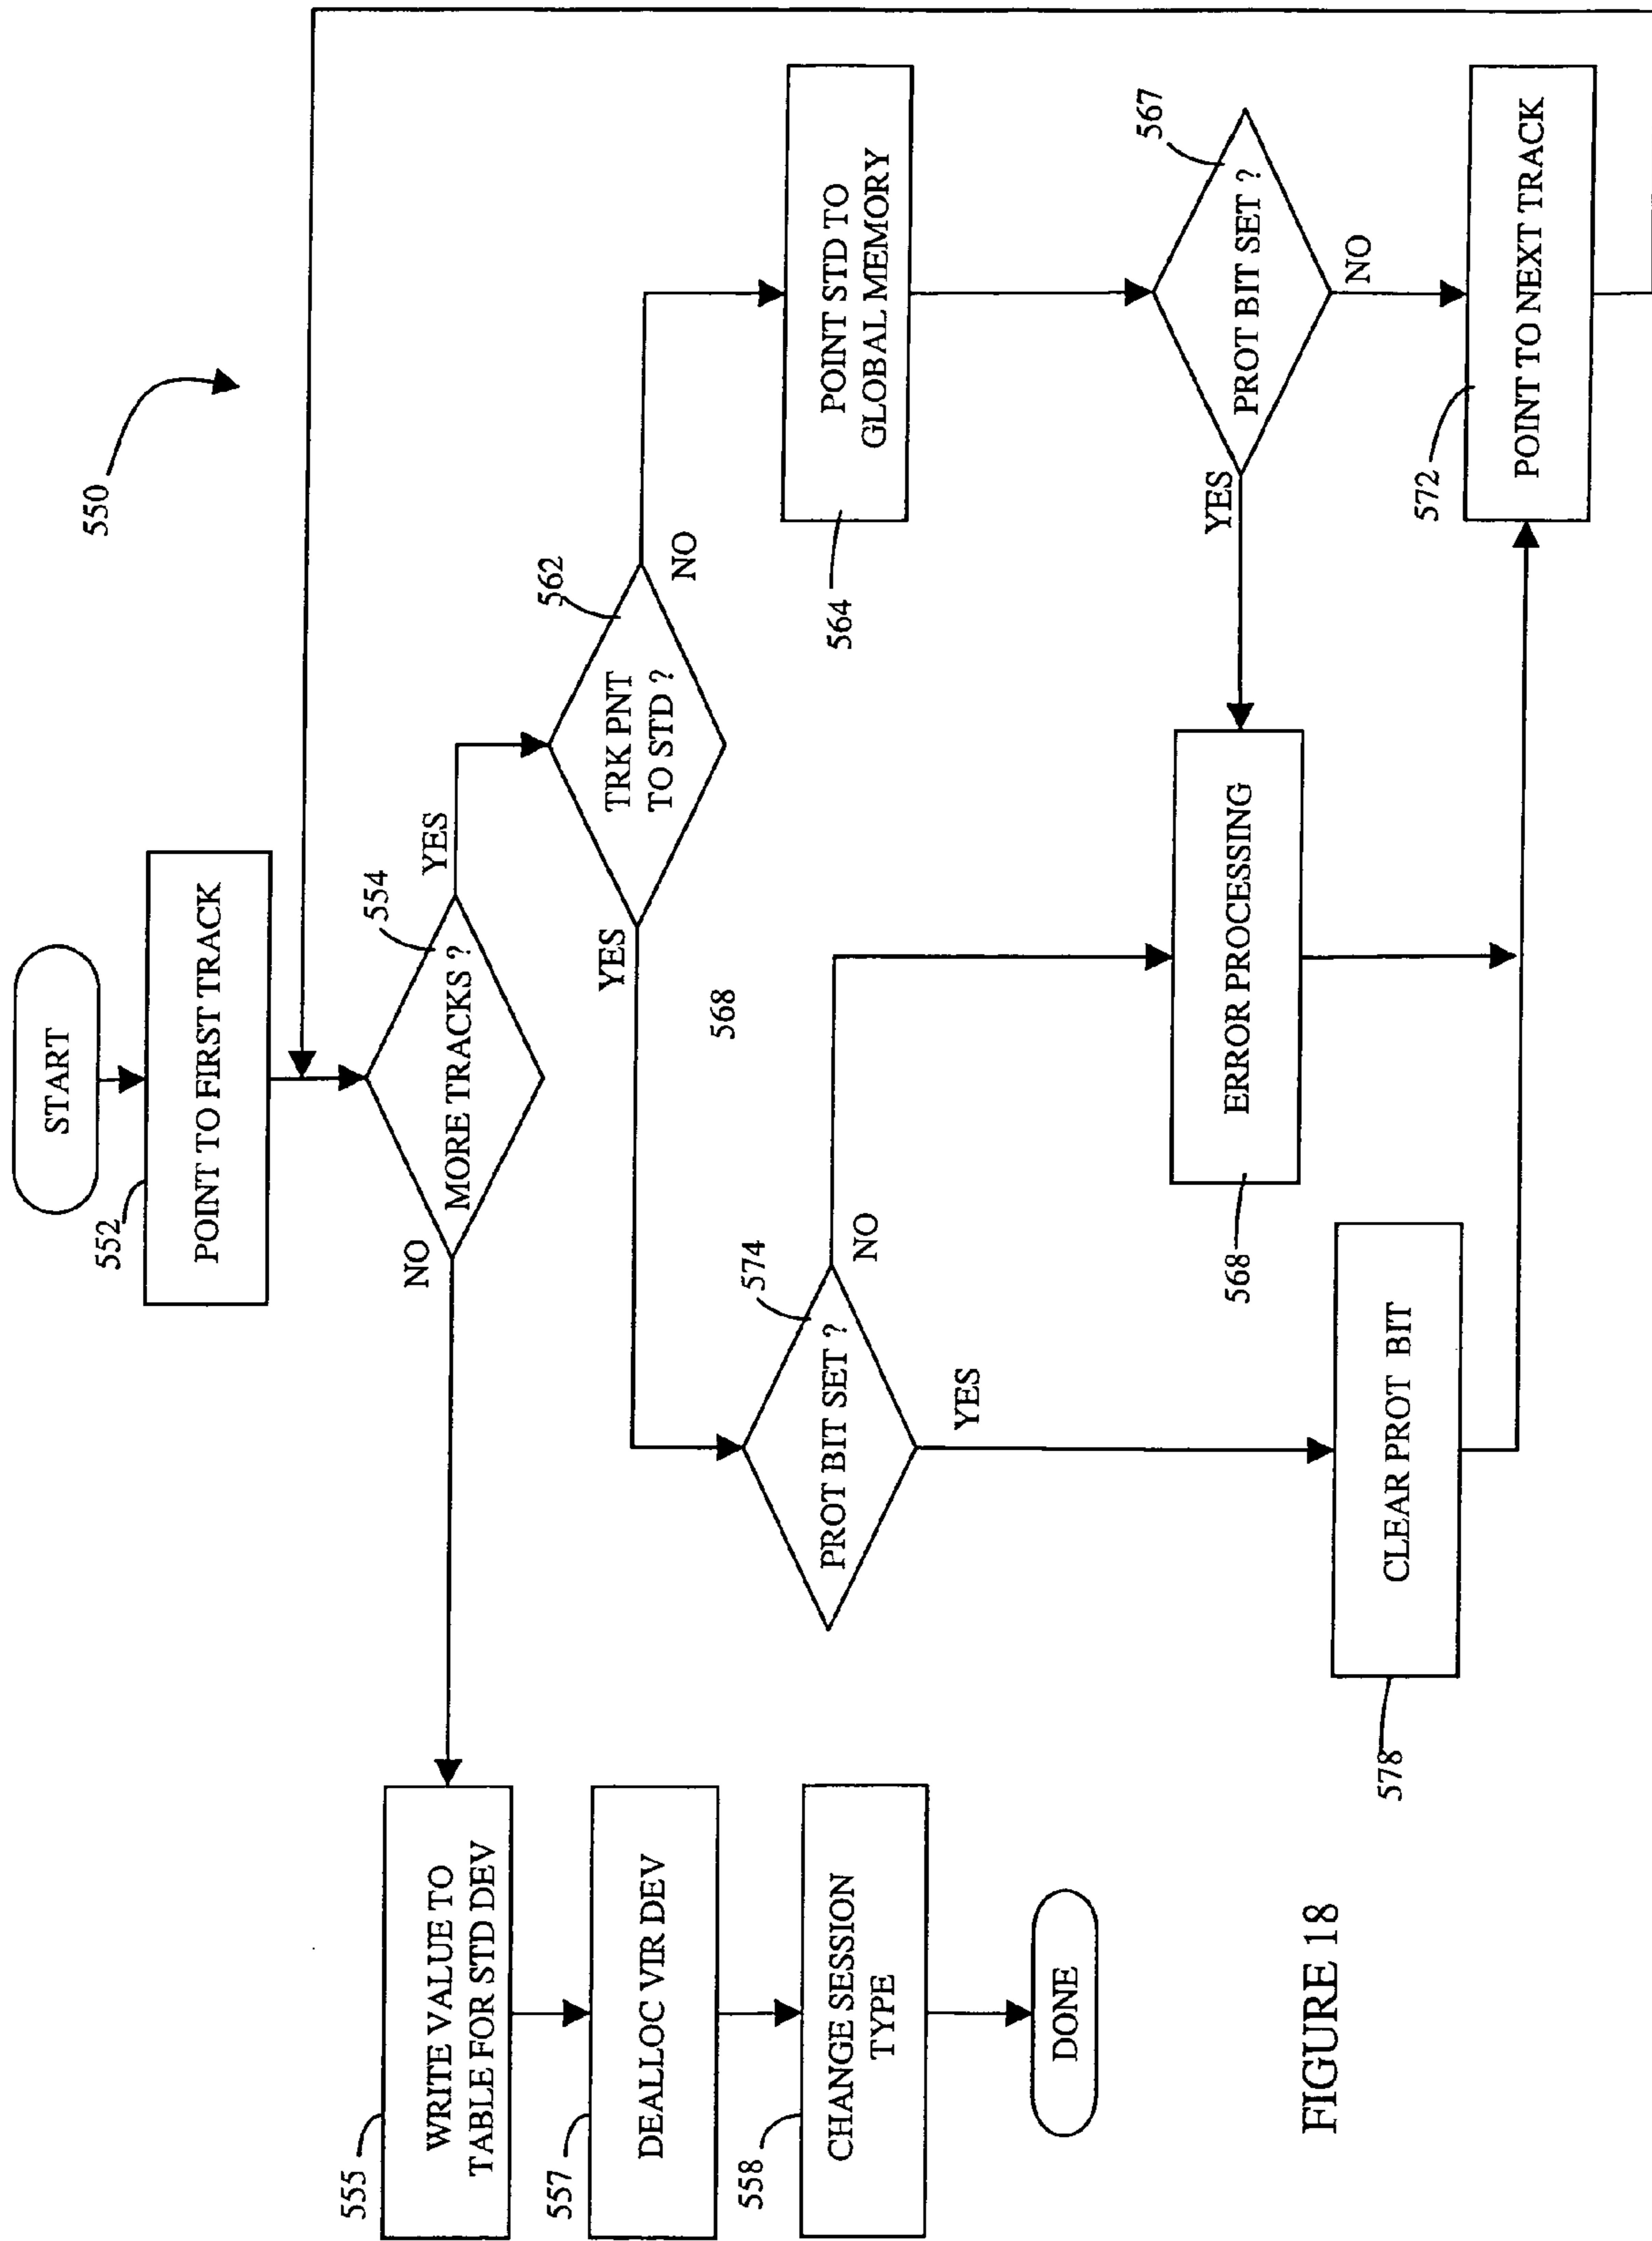 START
552
POINT TO FIRST TRACK
550
554
MORE TRACKS ?
YES
NO
562
TRK PNT
TO STD ?
YES
NO
568
555
WRITE VALUE TO
TABLE FOR STD DEV
557
DEALLOC VIR DEV
558
CHANGE SESSION
TYPE
DONE
574
PROT BIT SET ?
NO
YES
564
POINT STD TO
GLOBAL MEMORY
567
PROT BIT SET ?
YES
NO
568
ERROR PROCESSING
578
CLEAR PROT BIT
572
POINT TO NEXT TRACK
FIGURE 18